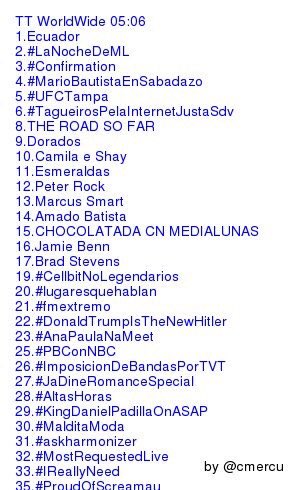 TT WorldWide 05:06
1.Ecuador
2.#LaNocheDeML
3.#Confirmation
4.#MarioBautistaEnSabadazo
5.#UFCTampa
6.#TagueirosPelaInternetJustaSdv
8.THE ROAD SO FAR
9.Dorados
10.Camila e Shay
11.Esmeraldas
12.Peter Rock
13.Marcus Smart
14.Amado Batista
15.CHOCOLATADA CN MEDIALUNAS
16.Jamie Benn
17.Brad Stevens
19.#CellbitNoLegendarios
20.#lugaresquehablan
21.#fmextremo
22.#DonaldTrumpIsTheNewHitler
23.#AnaPaulaNaMeet
25.#PBConNBC
26.#ImposicionDeBandasPorTVT
27.#JaDineRomanceSpecial
28.#AltasHoras
29.#KingDanielPadillaOnASAP
30.#MalditaModa
31.#askharmonizer
32.#MostRequestedLive
33.#IReallyNeed
35.#ProudOfScreamau
by @cmercu